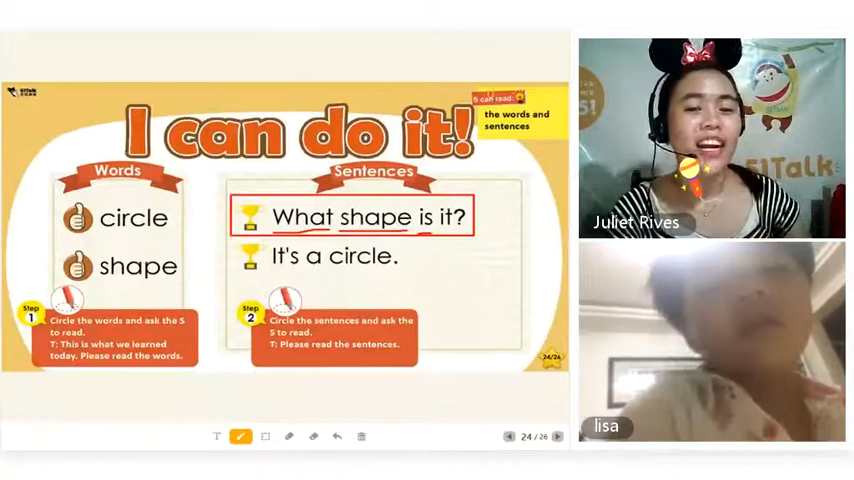 51Talk
I can do it!
S can read:
the words and
sentences
Words
Sentences
circle
shape
What shape is it?
It's a circle.
Step
1
Circle the words and ask the S
to read.
T: This is what we learned
today. Please read the words.
Step
2
Circle the sentences and ask the
S to read.
T: Please read the sentences.
24/26
T
24 / 26
51Talk
Juliet Rives
lisa